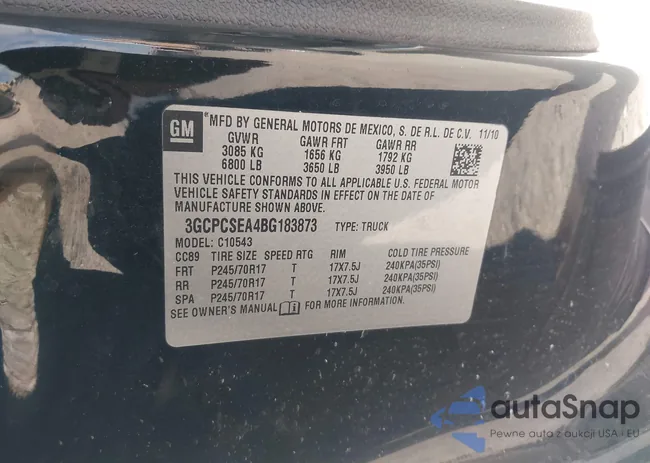 GM
*MFD BY GENERAL MOTORS DE MEXICO, S. DE R.L. DE C.V. 11/10
GVWR GAWR FRT GAWR RR
3085 KG 1656 KG 1792 KG
6800 LB 3650 LB 3950 LB
THIS VEHICLE CONFORMS TO ALL APPLICABLE U.S. FEDERAL MOTOR
VEHICLE SAFETY STANDARDS IN EFFECT ON THE DATE OF
MANUFACTURE SHOWN ABOVE.
3GCPCSEA4BG183873 TYPE: TRUCK
MODEL: C10543
CC89 TIRE SIZE SPEED RTG RIM COLD TIRE PRESSURE
FRT P245/70R17 T 17X7.5J 240KPA(35PSI)
RR P245/70R17 T 17X7.5J 240KPA(35PSI)
SPA P245/70R17 T 17X7.5J 240KPA(35PSI)
SEE OWNER'S MANUAL i FOR MORE INFORMATION.
autoSnap
Pewne auto z aukcji USA i EU